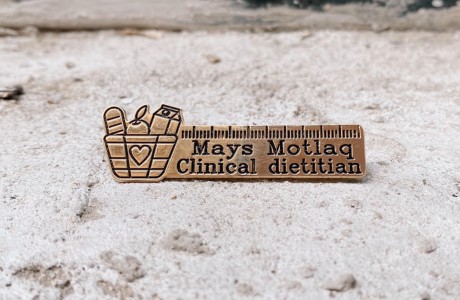 Mays Motlaq
Clinical dietitian